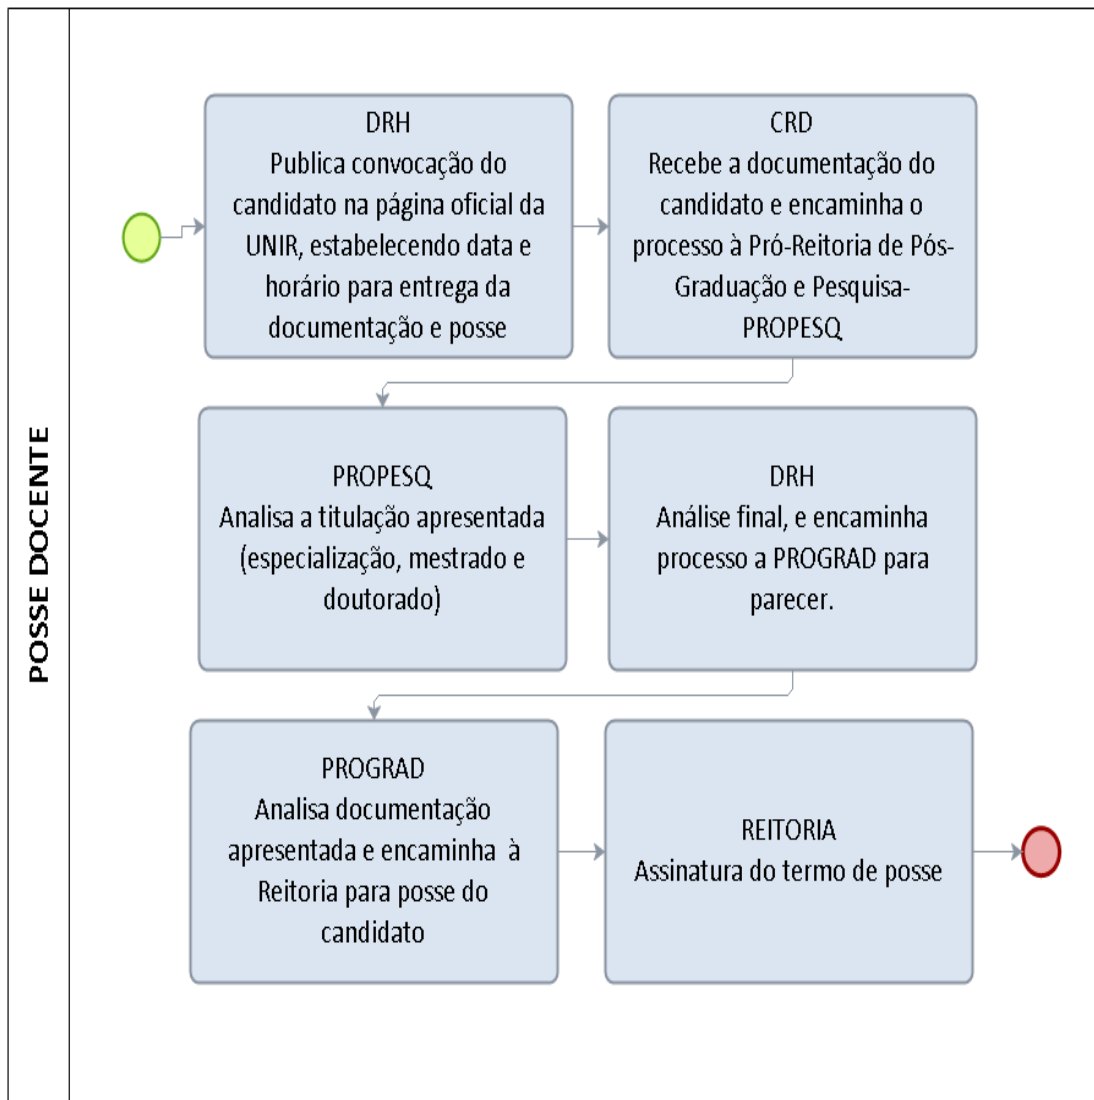 POSSE DOCENTE
DRH
Publica convocação do
candidato na página oficial da
UNIR, estabelecendo data e
horário para entrega da
documentação e posse
CRD
Recebe a documentação do
candidato e encaminha o
processo à Pró-Reitoria de Pós-
Graduação e Pesquisa-
PROPESQ
PROPESQ
Analisa a titulação apresentada
(especialização, mestrado e
doutorado)
DRH
Análise final, e encaminha
processo a PROGRAD para
parecer.
PROGRAD
Analisa documentação
apresentada e encaminha  à
Reitoria para posse do
candidato
REITORIA
Assinatura do termo de posse